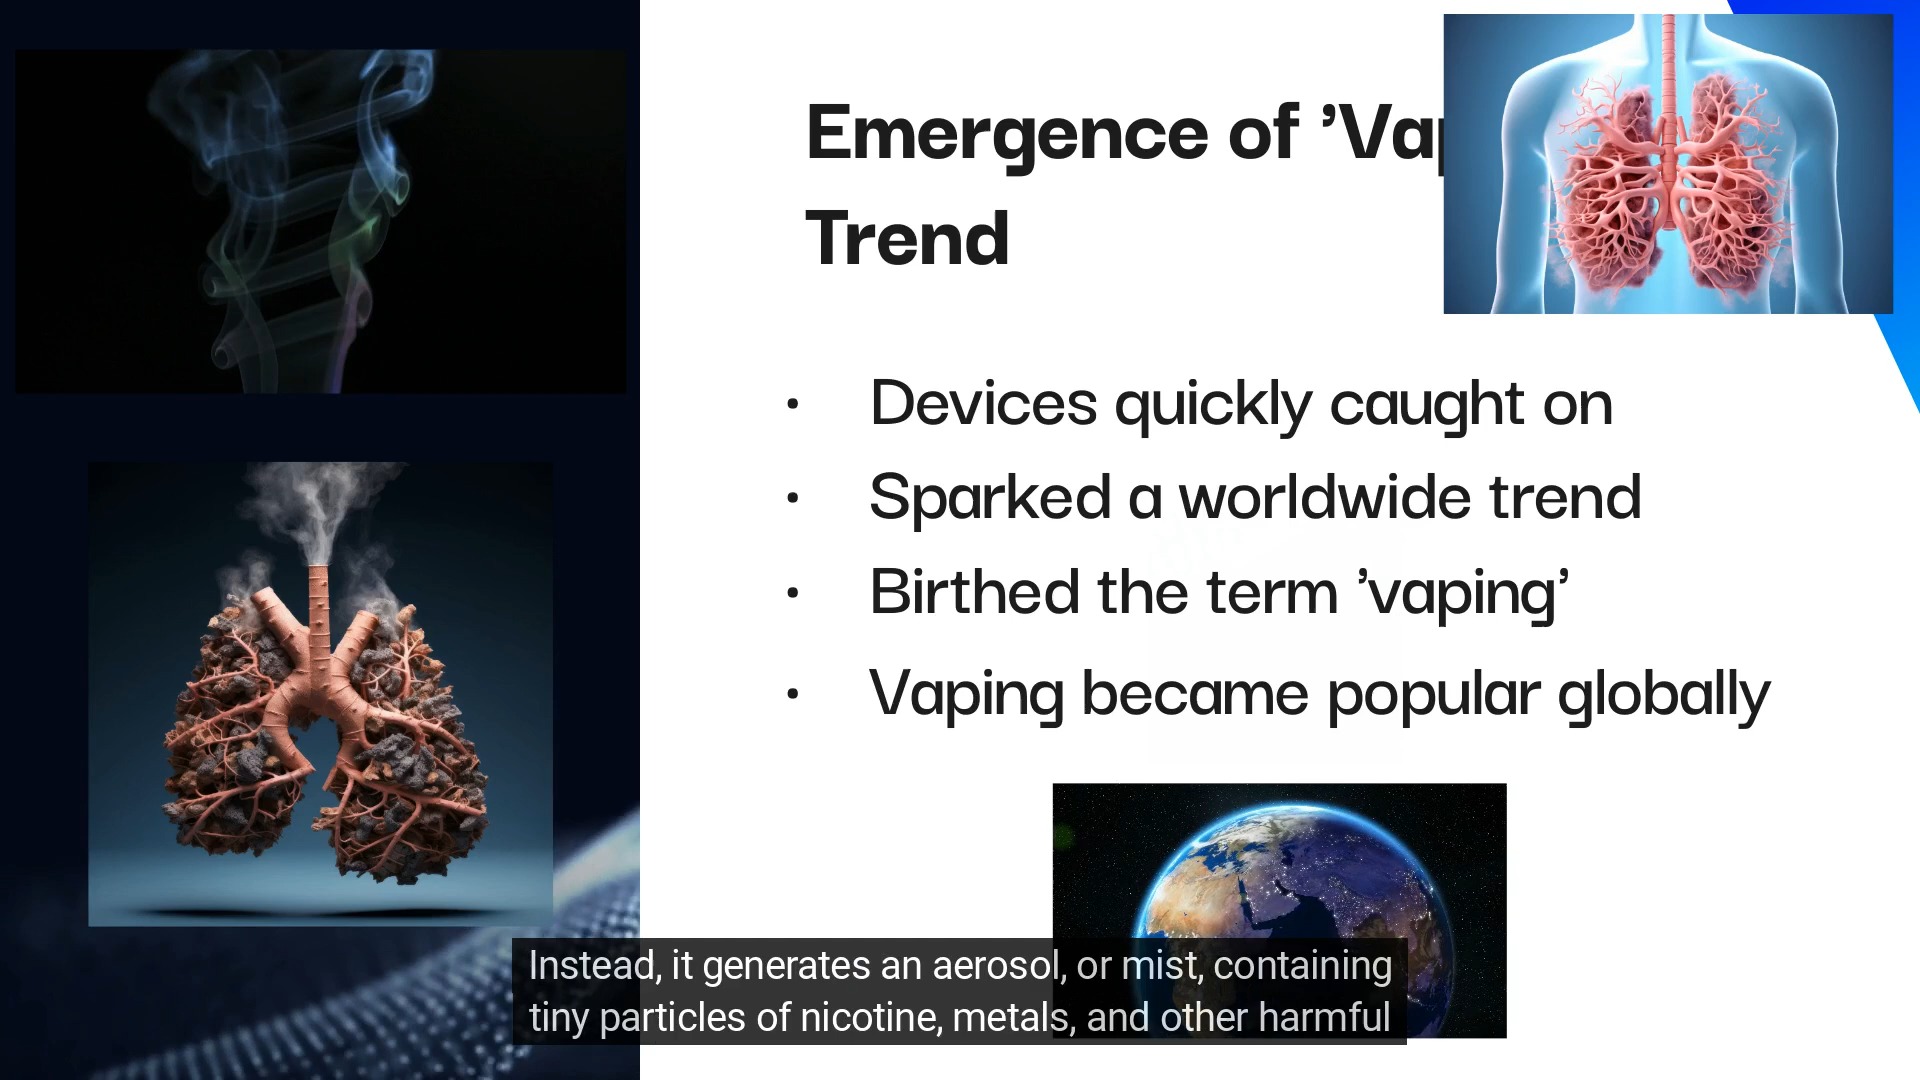 Emergence of ’Vap
Trend
· Devices quickly caught on
· Sparked a worldwide trend
· Birthed the term ’vaping’
· Vaping became popular globally
Instead, it generates an aerosol, or mist, containing
tiny particles of nicotine, metals, and other harmful